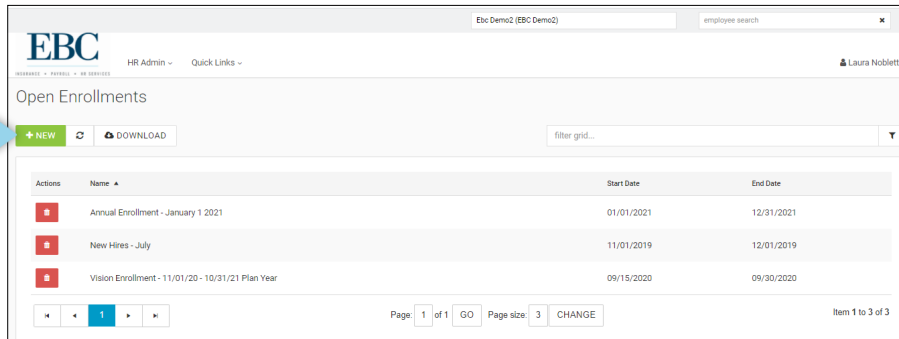 Ebc Demo2 (EBC Demo2) employee search
EBC
INSURANCE • PAYROLL • HR SERVICES
HR Admin Quick Links Laura Noblett
Open Enrollments
+ NEW DOWNLOAD filter grid...
Actions Name Start Date End Date
Annual Enrollment - January 1 2021 01/01/2021 12/31/2021
New Hires - July 11/01/2019 12/01/2019
Vision Enrollment - 11/01/20 - 10/31/21 Plan Year 09/15/2020 09/30/2020
1 Page: 1 of 1 GO Page size: 3 CHANGE Item 1 to 3 of 3